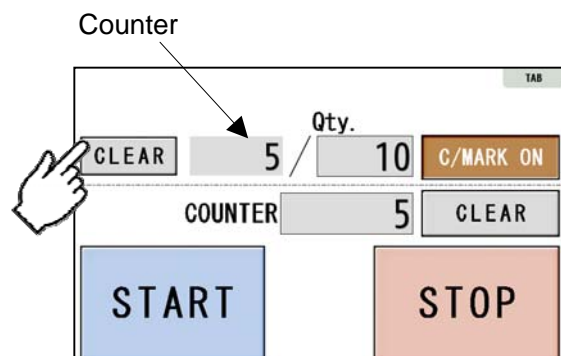 Counter
TAB
Qty.
CLEAR 5 / 10 C/MARK ON
COUNTER 5 CLEAR
START STOP